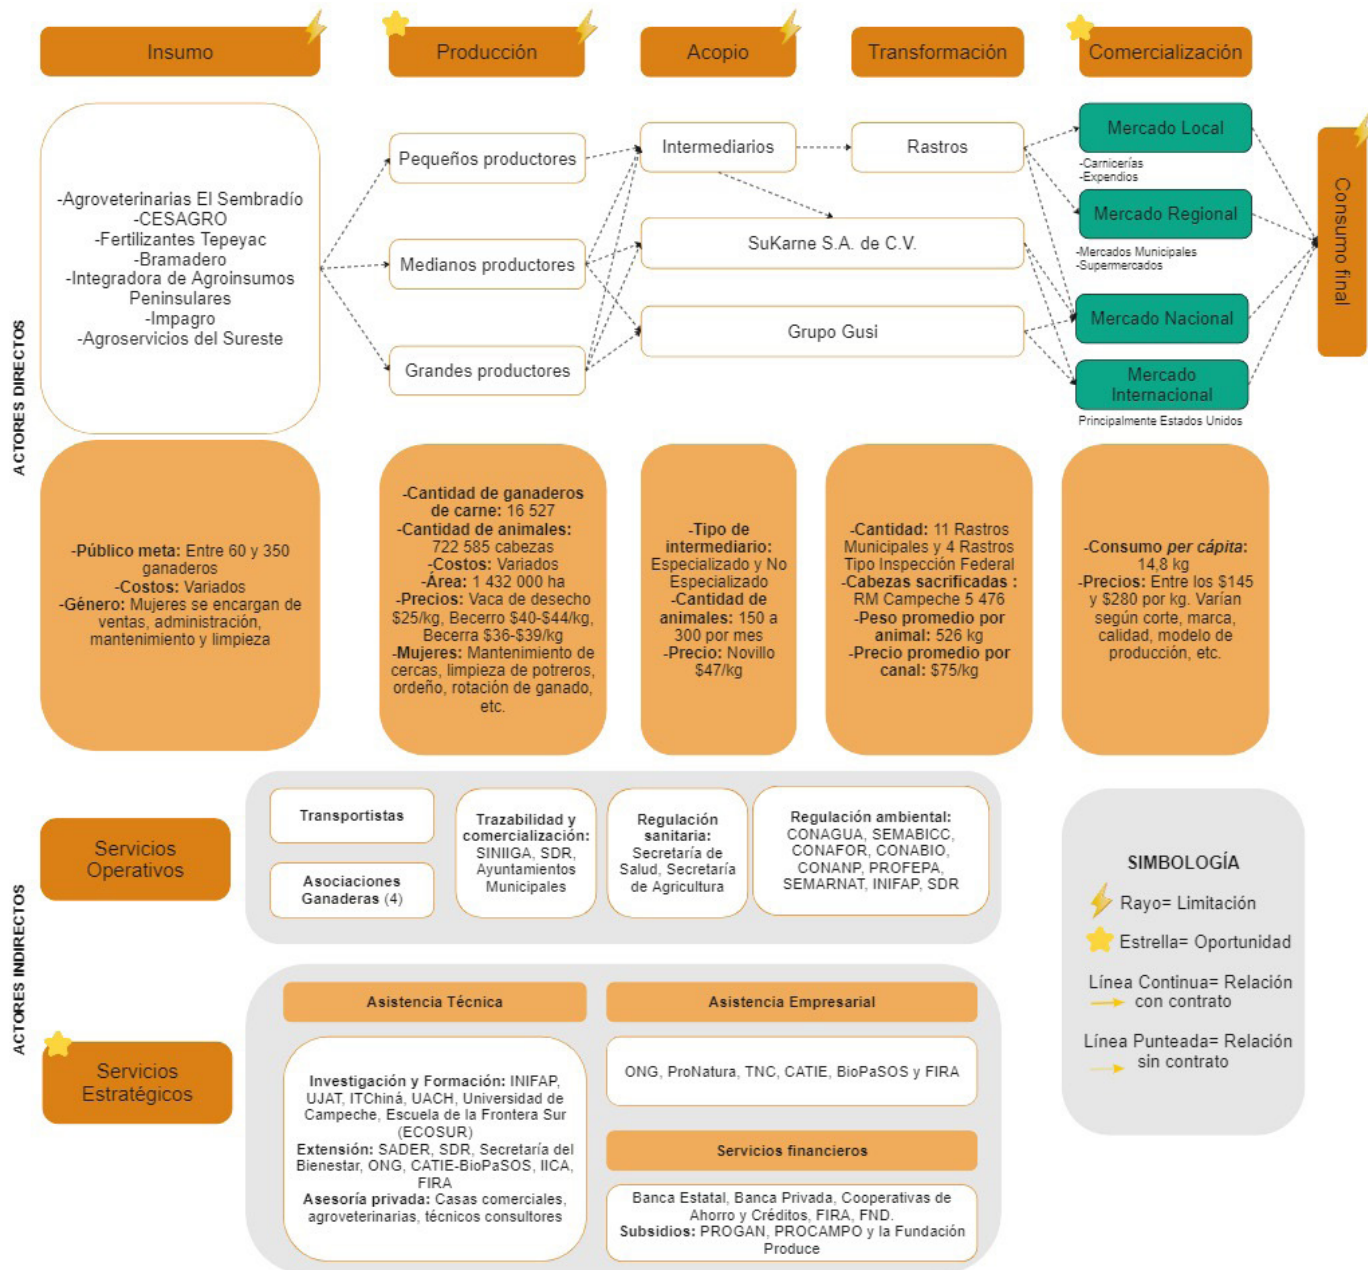 Insumo
Producción
Acopio
Transformación
Comercialización
ACTORES DIRECTOS
-Agroveterinarias El Sembradío
-CESAGRO
-Fertilizantes Tepeyac
-Bramadero
-Integradora de Agroinsumos
Peninsulares
-Impagro
-Agroservicios del Sureste
Pequeños productores
Medianos productores
Grandes productores
Intermediarios
Rastros
SuKarne S.A. de C.V.
Grupo Gusi
Mercado Local
-Carnicerías
-Expendios
Mercado Regional
-Mercados Municipales
-Supermercados
Mercado Nacional
Mercado
Internacional
Principalmente Estados Unidos
Consumo final
-Público meta: Entre 60 y 350
ganaderos
-Costos: Variados
-Género: Mujeres se encargan de
ventas, administración,
mantenimiento y limpieza
-Cantidad de ganaderos
de carne: 16 527
-Cantidad de animales:
722 585 cabezas
-Costos: Variados
-Área: 1 432 000 ha
-Precios: Vaca de desecho
$25/kg, Becerro $40-$44/kg,
Becerra $36-$39/kg
-Mujeres: Mantenimiento de
cercas, limpieza de potreros,
ordeño, rotación de ganado,
etc.
-Tipo de
intermediario:
Especializado y No
Especializado
-Cantidad de
animales: 150 a
300 por mes
-Precio: Novillo
$47/kg
-Cantidad: 11 Rastros
Municipales y 4 Rastros
Tipo Inspección Federal
-Cabezas sacrificadas :
RM Campeche 5 476
-Peso promedio por
animal: 526 kg
-Precio promedio por
canal: $75/kg
-Consumo per cápita:
14,8 kg
-Precios: Entre los $145
y $280 por kg. Varían
según corte, marca,
calidad, modelo de
producción, etc.
ACTORES INDIRECTOS
Servicios
Operativos
Transportistas
Asociaciones
Ganaderas (4)
Trazabilidad y
comercialización:
SINIIGA, SDR,
Ayuntamientos
Municipales
Regulación
sanitaria:
Secretaría de
Salud, Secretaría
de Agricultura
Regulación ambiental:
CONAGUA, SEMABICC,
CONAFOR, CONABIO,
CONANP, PROFEPA,
SEMARNAT, INIFAP, SDR
SIMBOLOGÍA
Rayo= Limitación
Estrella= Oportunidad
Línea Continua= Relación
con contrato
Línea Punteada= Relación
sin contrato
Servicios
Estratégicos
Asistencia Técnica
Investigación y Formación: INIFAP,
UJAT, ITChiná, UACH, Universidad de
Campeche, Escuela de la Frontera Sur
(ECOSUR)
Extensión: SADER, SDR, Secretaría del
Bienestar, ONG, CATIE-BioPaSOS, IICA,
FIRA
Asesoría privada: Casas comerciales,
agroveterinarias, técnicos consultores
Asistencia Empresarial
ONG, ProNatura, TNC, CATIE, BioPaSOS y FIRA
Servicios financieros
Banca Estatal, Banca Privada, Cooperativas de
Ahorro y Créditos, FIRA, FND.
Subsidios: PROGAN, PROCAMPO y la Fundación
Produce